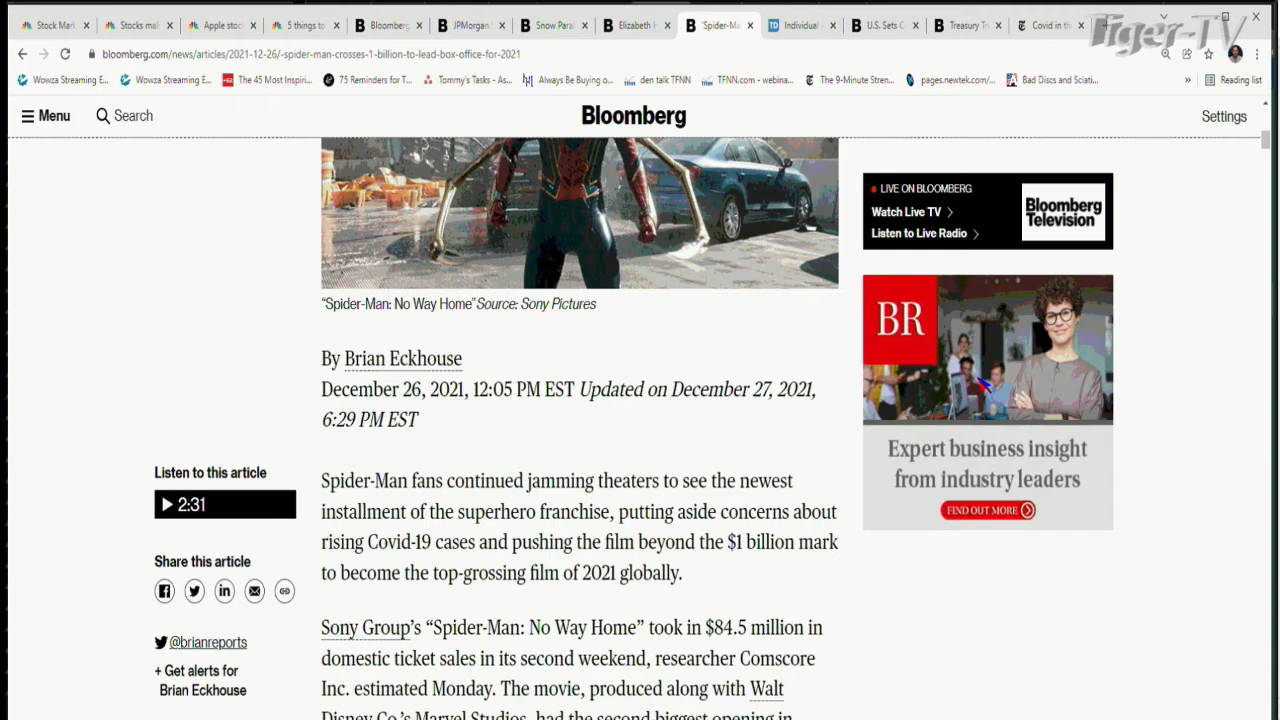 Stock Mark
Stocks mak
Apple stoc
5 things to
Bloomberg
JPMorgan
Snow Para
Elizabeth H
'Spider-Ma
Individual
U.S. Sets C
Treasury T
Covid in th
Tiger-TV
bloomberg.com/news/articles/2021-12-26/-spider-man-crosses-1-billion-to-lead-box-office-for-2021
Wowza Streaming E...
Wowza Streaming E...
The 45 Most Inspiri...
75 Reminders for T...
Tommy's Tasks - As...
Always Be Buying o...
den talk TFNN
TFNN.com - webina...
The 9-Minute Stren...
pages.newtek.com/...
Bad Discs and Sciati...
»
Reading list
Menu
Search
Bloomberg
Settings
LIVE ON BLOOMBERG
Watch Live TV
Listen to Live Radio
Bloomberg
Television
"Spider-Man: No Way Home" Source: Sony Pictures
BR
Expert business insight
from industry leaders
FIND OUT MORE
By Brian Eckhouse
December 26, 2021, 12:05 PM EST Updated on December 27, 2021,
6:29 PM EST
Listen to this article
2:31
Share this article
@brianreports
+ Get alerts for
Brian Eckhouse
Spider-Man fans continued jamming theaters to see the newest
installment of the superhero franchise, putting aside concerns about
rising Covid-19 cases and pushing the film beyond the $1 billion mark
to become the top-grossing film of 2021 globally.
Sony Group's "Spider-Man: No Way Home" took in $84.5 million in
domestic ticket sales in its second weekend, researcher Comscore
Inc. estimated Monday. The movie, produced along with Walt
Disney Co.'s Marvel Studios, had the second biggest opening in